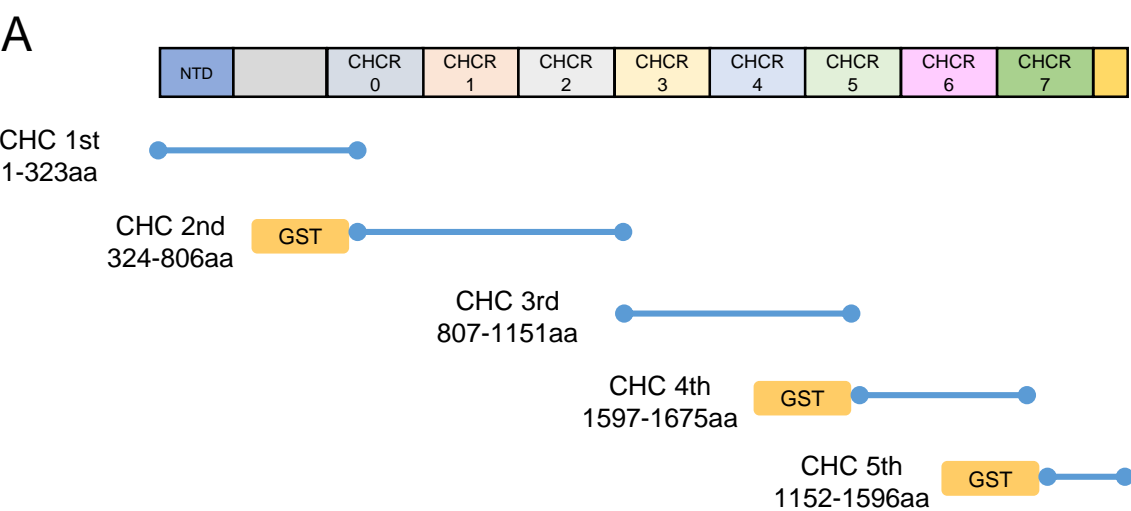 A
NTD
CHCR
0
CHCR
1
CHCR
2
CHCR
3
CHCR
4
CHCR
5
CHCR
6
CHCR
7
CHC 1st
1-323aa
CHC 2nd
324-806aa
GST
CHC 3rd
807-1151aa
CHC 4th
1597-1675aa
GST
CHC 5th
1152-1596aa
GST